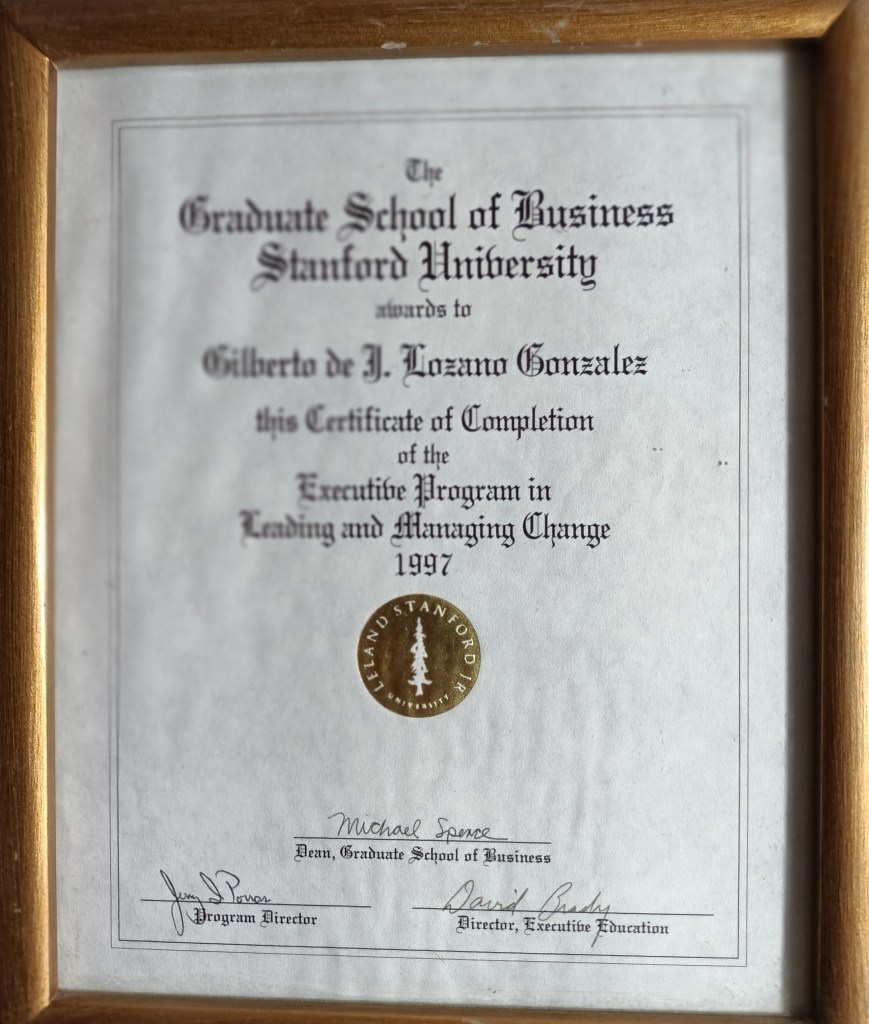 The
Graduate School of Business
Stanford University
awards to
Gilberto de J. Lozano Gonzalez
this Certificate of Completion
of the
Executive Program in
Leading and Managing Change
1997
LELAND STANFORD JR
UNIVERSITY
Michael Spence
Dean, Graduate School of Business
Jerry I Porras
Program Director
David Brady
Director, Executive Education